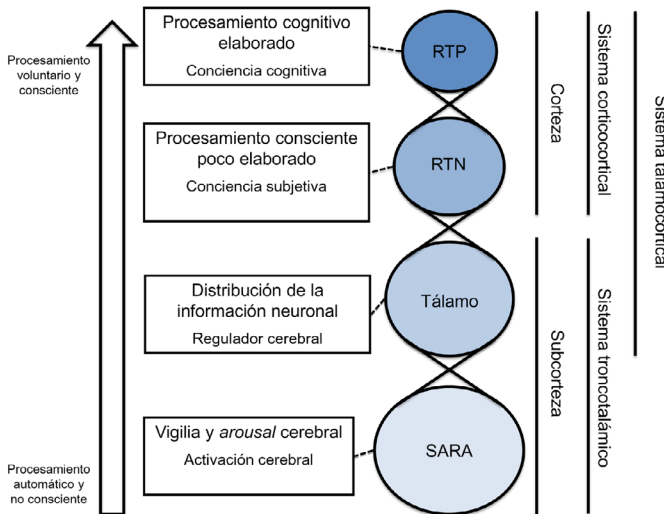 Procesamiento
voluntario y
consciente
Procesamiento cognitivo
elaborado
Conciencia cognitiva
RTP
Procesamiento consciente
poco elaborado
Conciencia subjetiva
RTN
Distribución de la
información neuronal
Regulador cerebral
Tálamo
Vigilia y arousal cerebral
Activación cerebral
SARA
Procesamiento
automático y
no consciente
Corteza
Sistema corticocortical
Subcorteza
Sistema troncotalámico
Sistema talamocortical